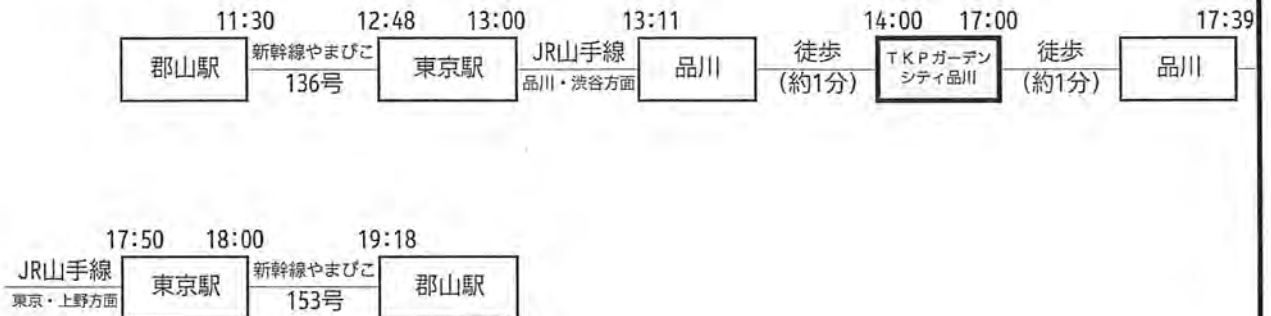 11:30 12:48 13:00 13:11 14:00 17:00 17:39
郡山駅 新幹線やまびこ 136号 東京駅 JR山手線 品川・渋谷方面 品川 徒歩 (約1分) TKPガーデン シティ品川 徒歩 (約1分) 品川
17:50 18:00 19:18
JR山手線 東京・上野方面 東京駅 新幹線やまびこ 153号 郡山駅